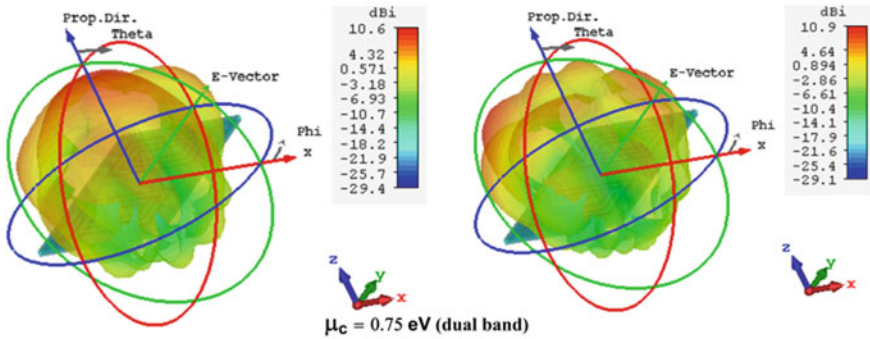 Prop.Dir.
Theta
E-Vector
Phi
x
dBi
10.6
4.32
0.571
-3.18
-6.93
-10.7
-14.4
-18.2
-21.9
-25.7
-29.4
z
y
x
Prop.Dir.
Theta
E-Vector
Phi
x
dBi
10.9
4.64
0.894
-2.86
-6.61
-10.4
-14.1
-17.9
-21.6
-25.4
-29.1
z
y
x
μc = 0.75 eV (dual band)